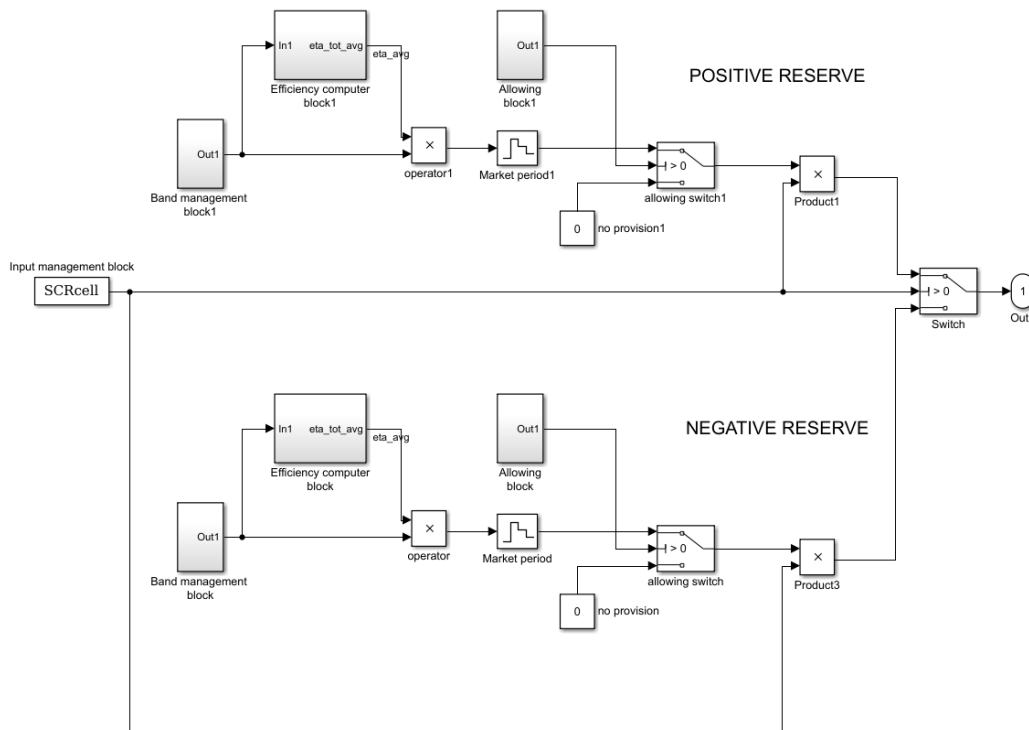 In1
eta_tot_avg
eta_avg
Efficiency computer
block1
Out1
Allowing
block1
POSITIVE RESERVE
Out1
Band management
block1
×
operator1
Market period1
> 0
allowing switch1
×
Product1
0
no provision1
Input management block
SCRcell
> 0
Switch
1
Out
In1
eta_tot_avg
eta_avg
Efficiency computer
block
Out1
Allowing
block
NEGATIVE RESERVE
Out1
Band management
block
×
operator
Market period
> 0
allowing switch
×
Product3
0
no provision